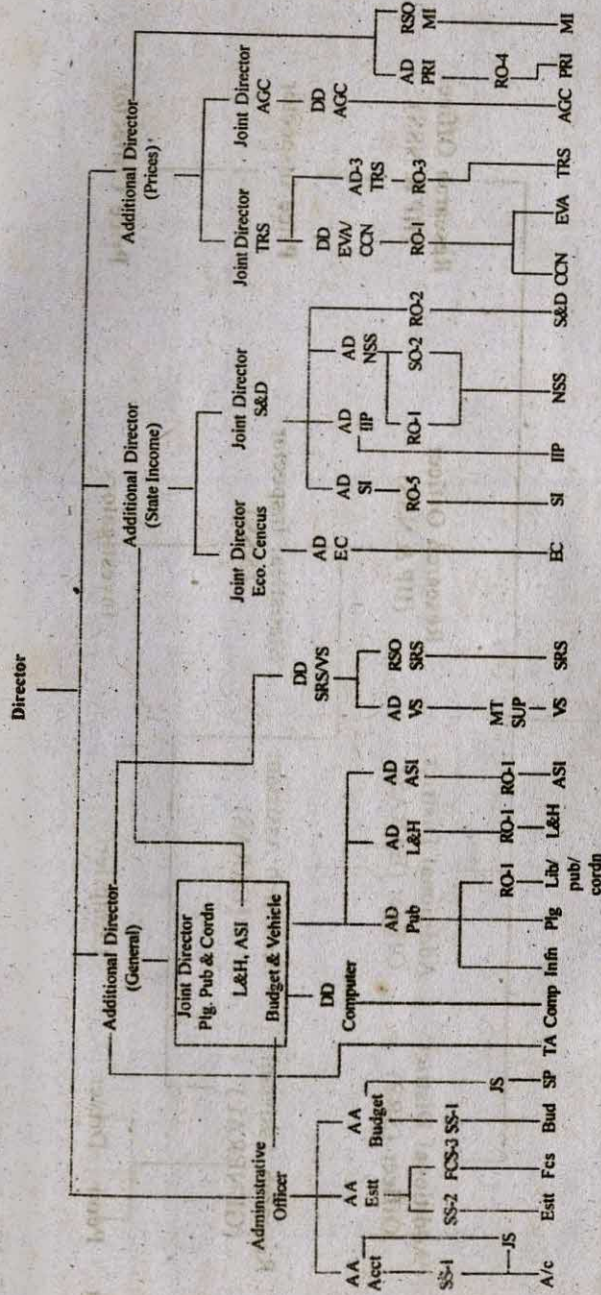 Director
Additional Director
(General)
Additional Director
(State Income)
Additional Director
(Prices)
Joint Director
Plg. Pub & Cordn
L&H, ASI
Budget & Vehicle
Administrative
Officer
Joint Director
Eco. Cencus
Joint Director
S&D
Joint Director
TRS
Joint Director
AGC
DD
SRS/VS
DD
Computer
AA
Acct
AA
Estt
AA
Budget
AD
Pub
AD
L&H
AD
ASI
AD
VS
RSO
SRS
AD
EC
AD
SI
AD
IIP
AD
NSS
DD
EVA/
CCN
AD-3
TRS
DD
AGC
AD
PRI
RSO
MI
SS-1
JS
SS-2
FCS-3
SS-1
JS
RO-1
RO-1
RO-1
MT
SUP
RO-5
RO-1
SO-2
RO-2
RO-1
RO-3
RO-4
A/c
Estt
Fcs
Bud
SP
TA
Comp
Infn
Plg
Lib/
pub/
cordn
L&H
ASI
VS
SRS
EC
SI
IIP
NSS
S&D
CCN
EVA
TRS
AGC
PRI
MI